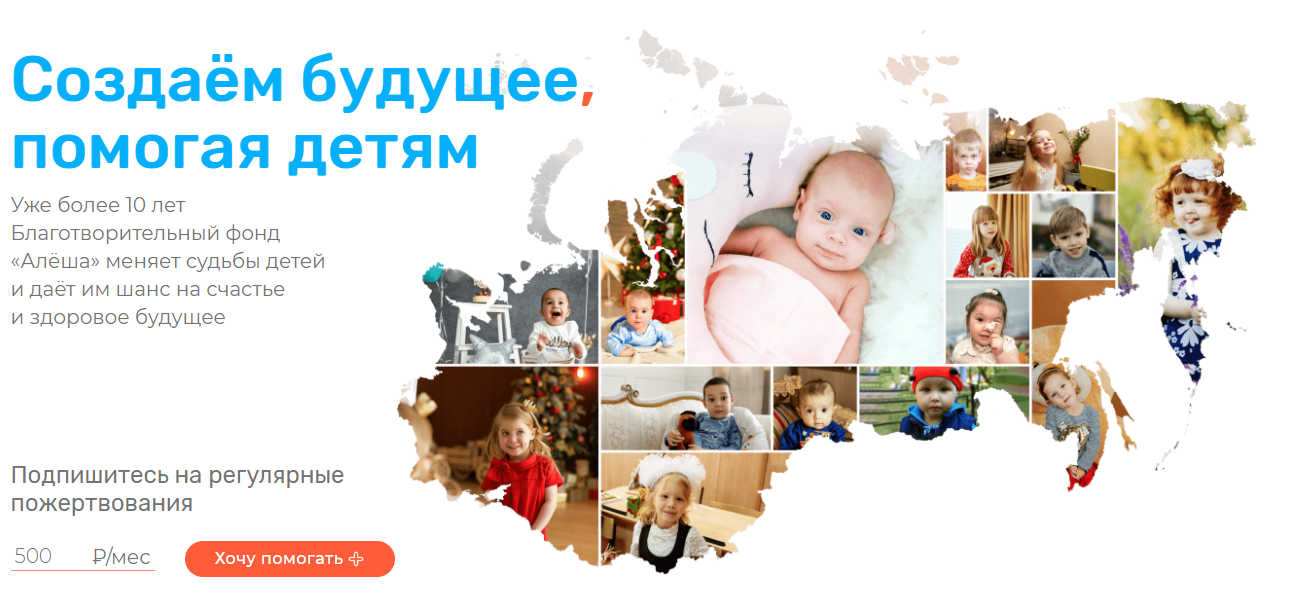 Создаём будущее,
помогая детям
Уже более 10 лет
Благотворительный фонд
«Алёша» меняет судьбы детей
и даёт им шанс на счастье
и здоровое будущее
Подпишитесь на регулярные
пожертвования
500 ₽/мес
Хочу помогать